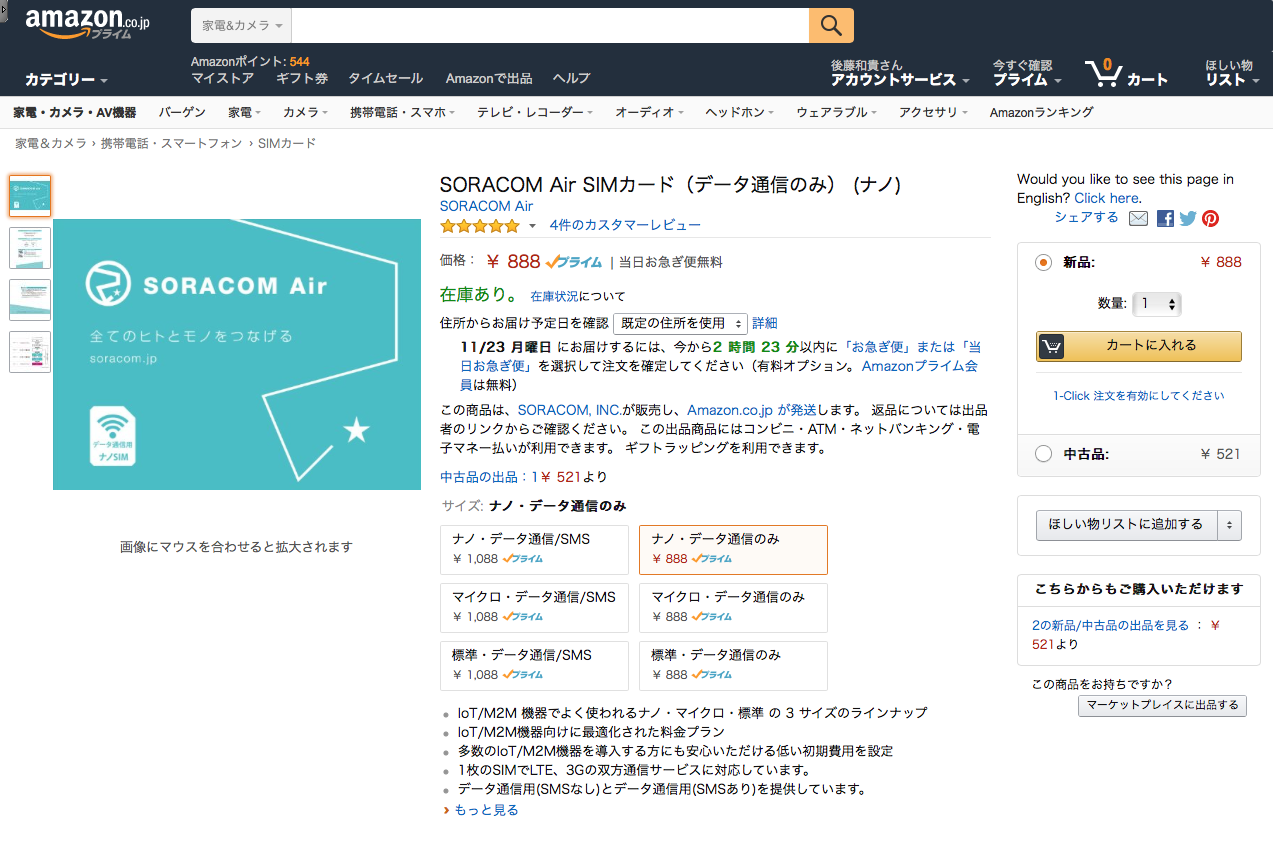 amazon.co.jp
プライム
家電&カメラ
Amazonポイント: 544
カテゴリー
マイストア ギフト券 タイムセール Amazonで出品 ヘルプ
後藤和貴さん
アカウントサービス
今すぐ確認
プライム
0
カート
ほしい物
リスト
家電・カメラ・AV機器 バーゲン 家電 カメラ 携帯電話・スマホ テレビ・レコーダー オーディオ ヘッドホン ウェアラブル アクセサリ Amazonランキング
家電＆カメラ › 携帯電話・スマートフォン › SIMカード
SORACOM Air
全てのヒトとモノをつなげる
soracom.jp
データ通信用
ナノSIM
画像にマウスを合わせると拡大されます
SORACOM Air SIMカード（データ通信のみ） (ナノ)
SORACOM Air
4件のカスタマーレビュー
価格： ￥ 888 プライム | 当日お急ぎ便無料
在庫あり。 在庫状況について
住所からお届け予定日を確認 既定の住所を使用 詳細
11/23 月曜日 にお届けするには、今から2 時間 23 分以内に「お急ぎ便」または「当
日お急ぎ便」を選択して注文を確定してください（有料オプション。Amazonプライム会
員は無料）
この商品は、SORACOM, INC.が販売し、Amazon.co.jp が発送します。 返品については出品
者のリンクからご確認ください。 この出品商品にはコンビニ・ATM・ネットバンキング・電
子マネー払いが利用できます。 ギフトラッピングを利用できます。
中古品の出品：1￥ 521より
サイズ: ナノ・データ通信のみ
ナノ・データ通信/SMS
￥ 1,088 プライム
ナノ・データ通信のみ
￥ 888 プライム
マイクロ・データ通信/SMS
￥ 1,088 プライム
マイクロ・データ通信のみ
￥ 888 プライム
標準・データ通信/SMS
￥ 1,088 プライム
標準・データ通信のみ
￥ 888 プライム
IoT/M2M 機器でよく使われるナノ・マイクロ・標準 の 3 サイズのラインナップ
IoT/M2M機器向けに最適化された料金プラン
多数のIoT/M2M機器を導入する方にも安心いただける低い初期費用を設定
1枚のSIMでLTE、3Gの双方通信サービスに対応しています。
データ通信用(SMSなし)とデータ通信用(SMSあり)を提供しています。
› もっと見る
Would you like to see this page in
English? Click here.
シェアする
新品: ￥ 888
数量: 1
カートに入れる
1-Click 注文を有効にしてください
中古品: ￥ 521
ほしい物リストに追加する
こちらからもご購入いただけます
2の新品/中古品の出品を見る ： ￥
521より
この商品をお持ちですか？
マーケットプレイスに出品する